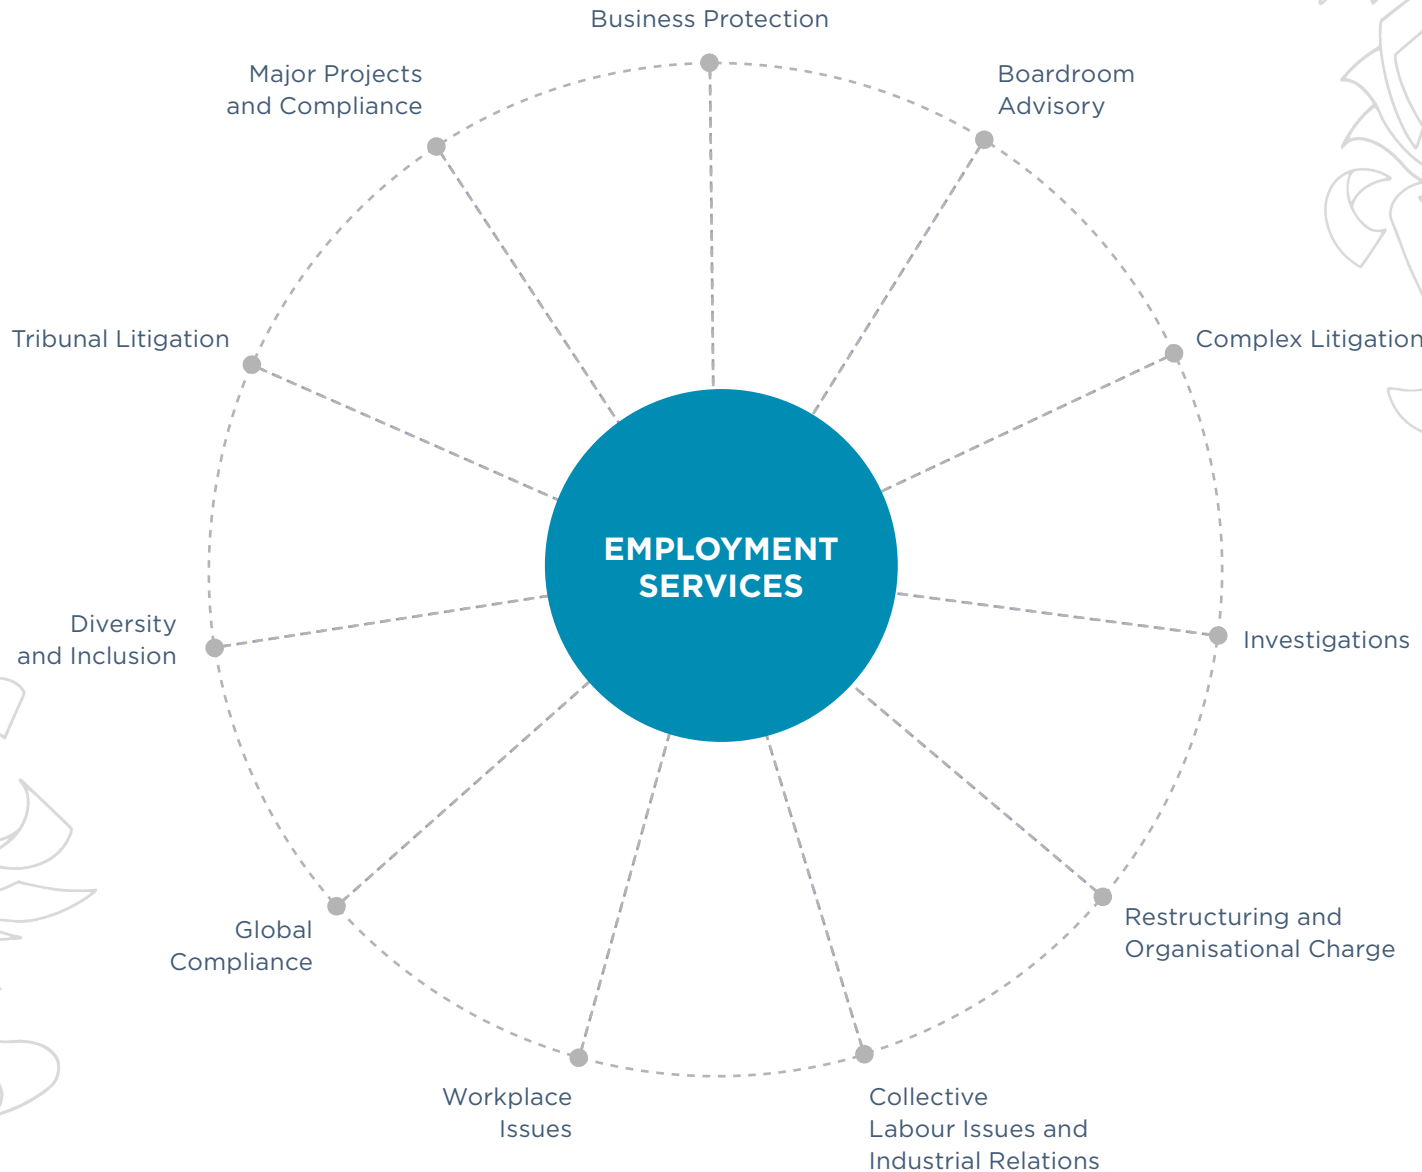 Business Protection
Major Projects
and Compliance
Boardroom
Advisory
Tribunal Litigation
Complex Litigation
EMPLOYMENT
SERVICES
Diversity
and Inclusion
Investigations
Global
Compliance
Restructuring and
Organisational Charge
Workplace
Issues
Collective
Labour Issues and
Industrial Relations